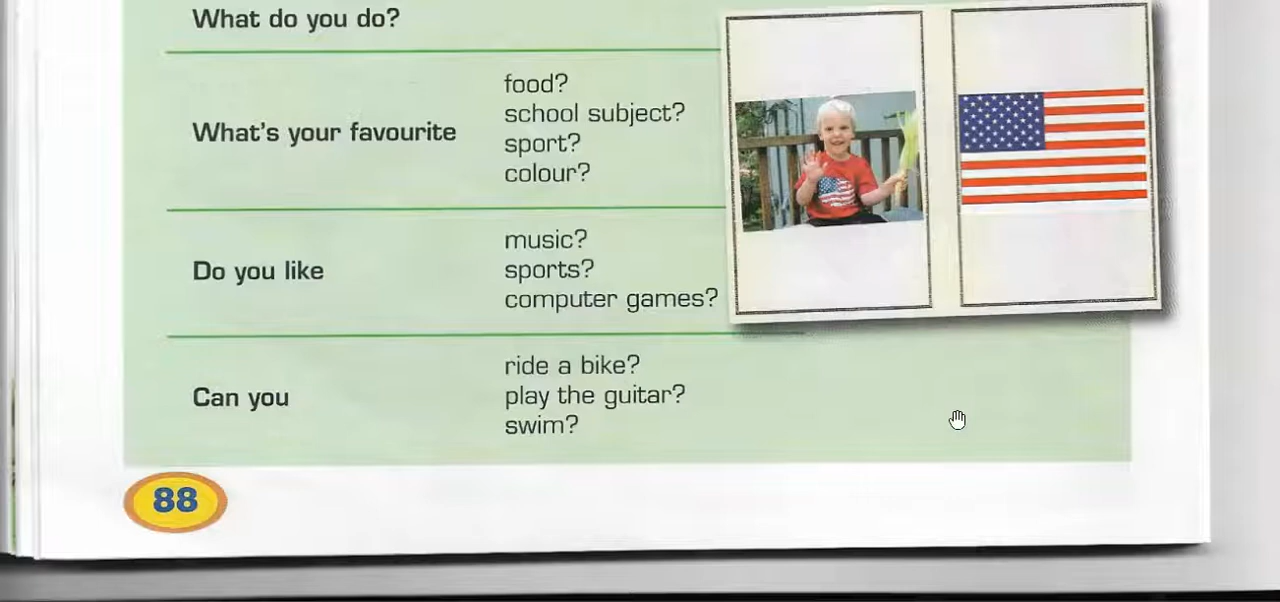 What do you do?
What's your favourite
food?
school subject?
sport?
colour?
Do you like
music?
sports?
computer games?
Can you
ride a bike?
play the guitar?
swim?
88